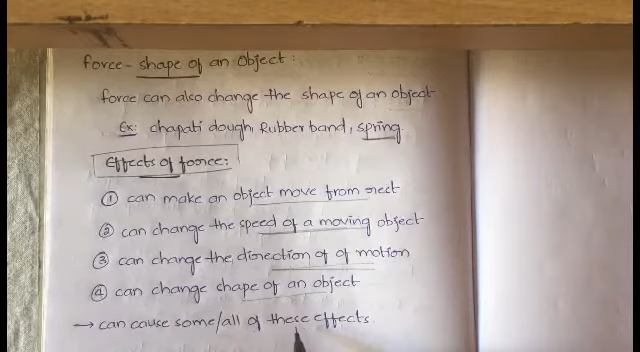 force - shape of an object:
force can also change the shape of an object
Ex: chapati dough, Rubber band, spring.
Effects of foorce:
① can make an object move from rest
② can change the speed of a moving object
③ can change the direction of of motion
④ can change shape of an object
→ can cause some/all of these effects.